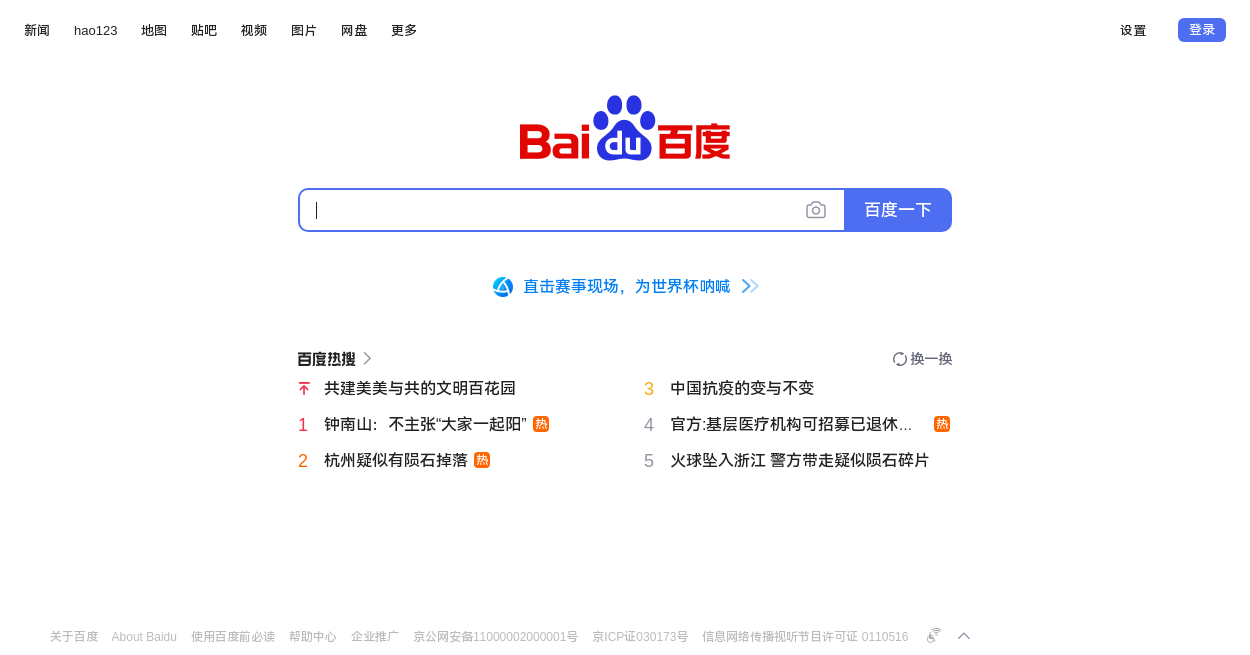 新闻 hao123 地图 贴吧 视频 图片 网盘 更多 设置 登录
Bai du 百度
百度一下
直击赛事现场，为世界杯呐喊
百度热搜 换一换
共建美美与共的文明百花园
1 钟南山：不主张“大家一起阳” 热
2 杭州疑似有陨石掉落 热
3 中国抗疫的变与不变
4 官方:基层医疗机构可招募已退休... 热
5 火球坠入浙江 警方带走疑似陨石碎片
关于百度 About Baidu 使用百度前必读 帮助中心 企业推广 京公网安备11000002000001号 京ICP证030173号 信息网络传播视听节目许可证 0110516